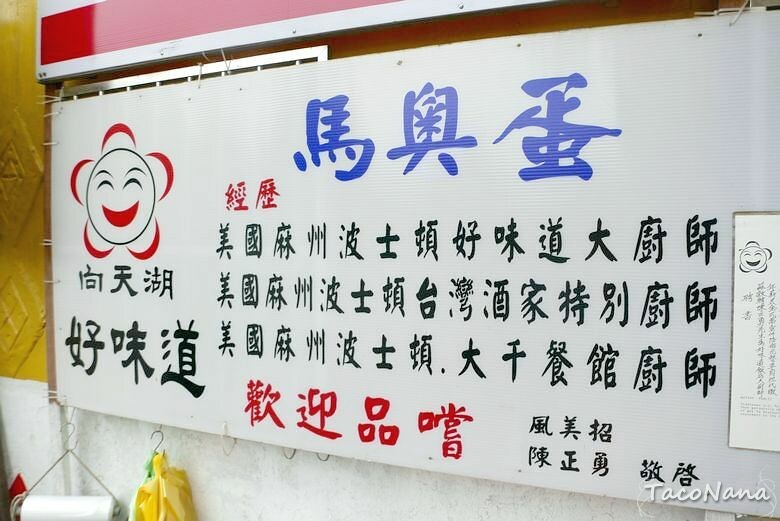 馬奧蛋
經歷
美國麻州波士頓好味道大廚師
美國麻州波士頓台灣酒家特別廚師
美國麻州波士頓.大千餐館廚師
向天湖
好味道
歡迎品嚐
風美招
陳正勇
敬啓
聘書
TacoNana